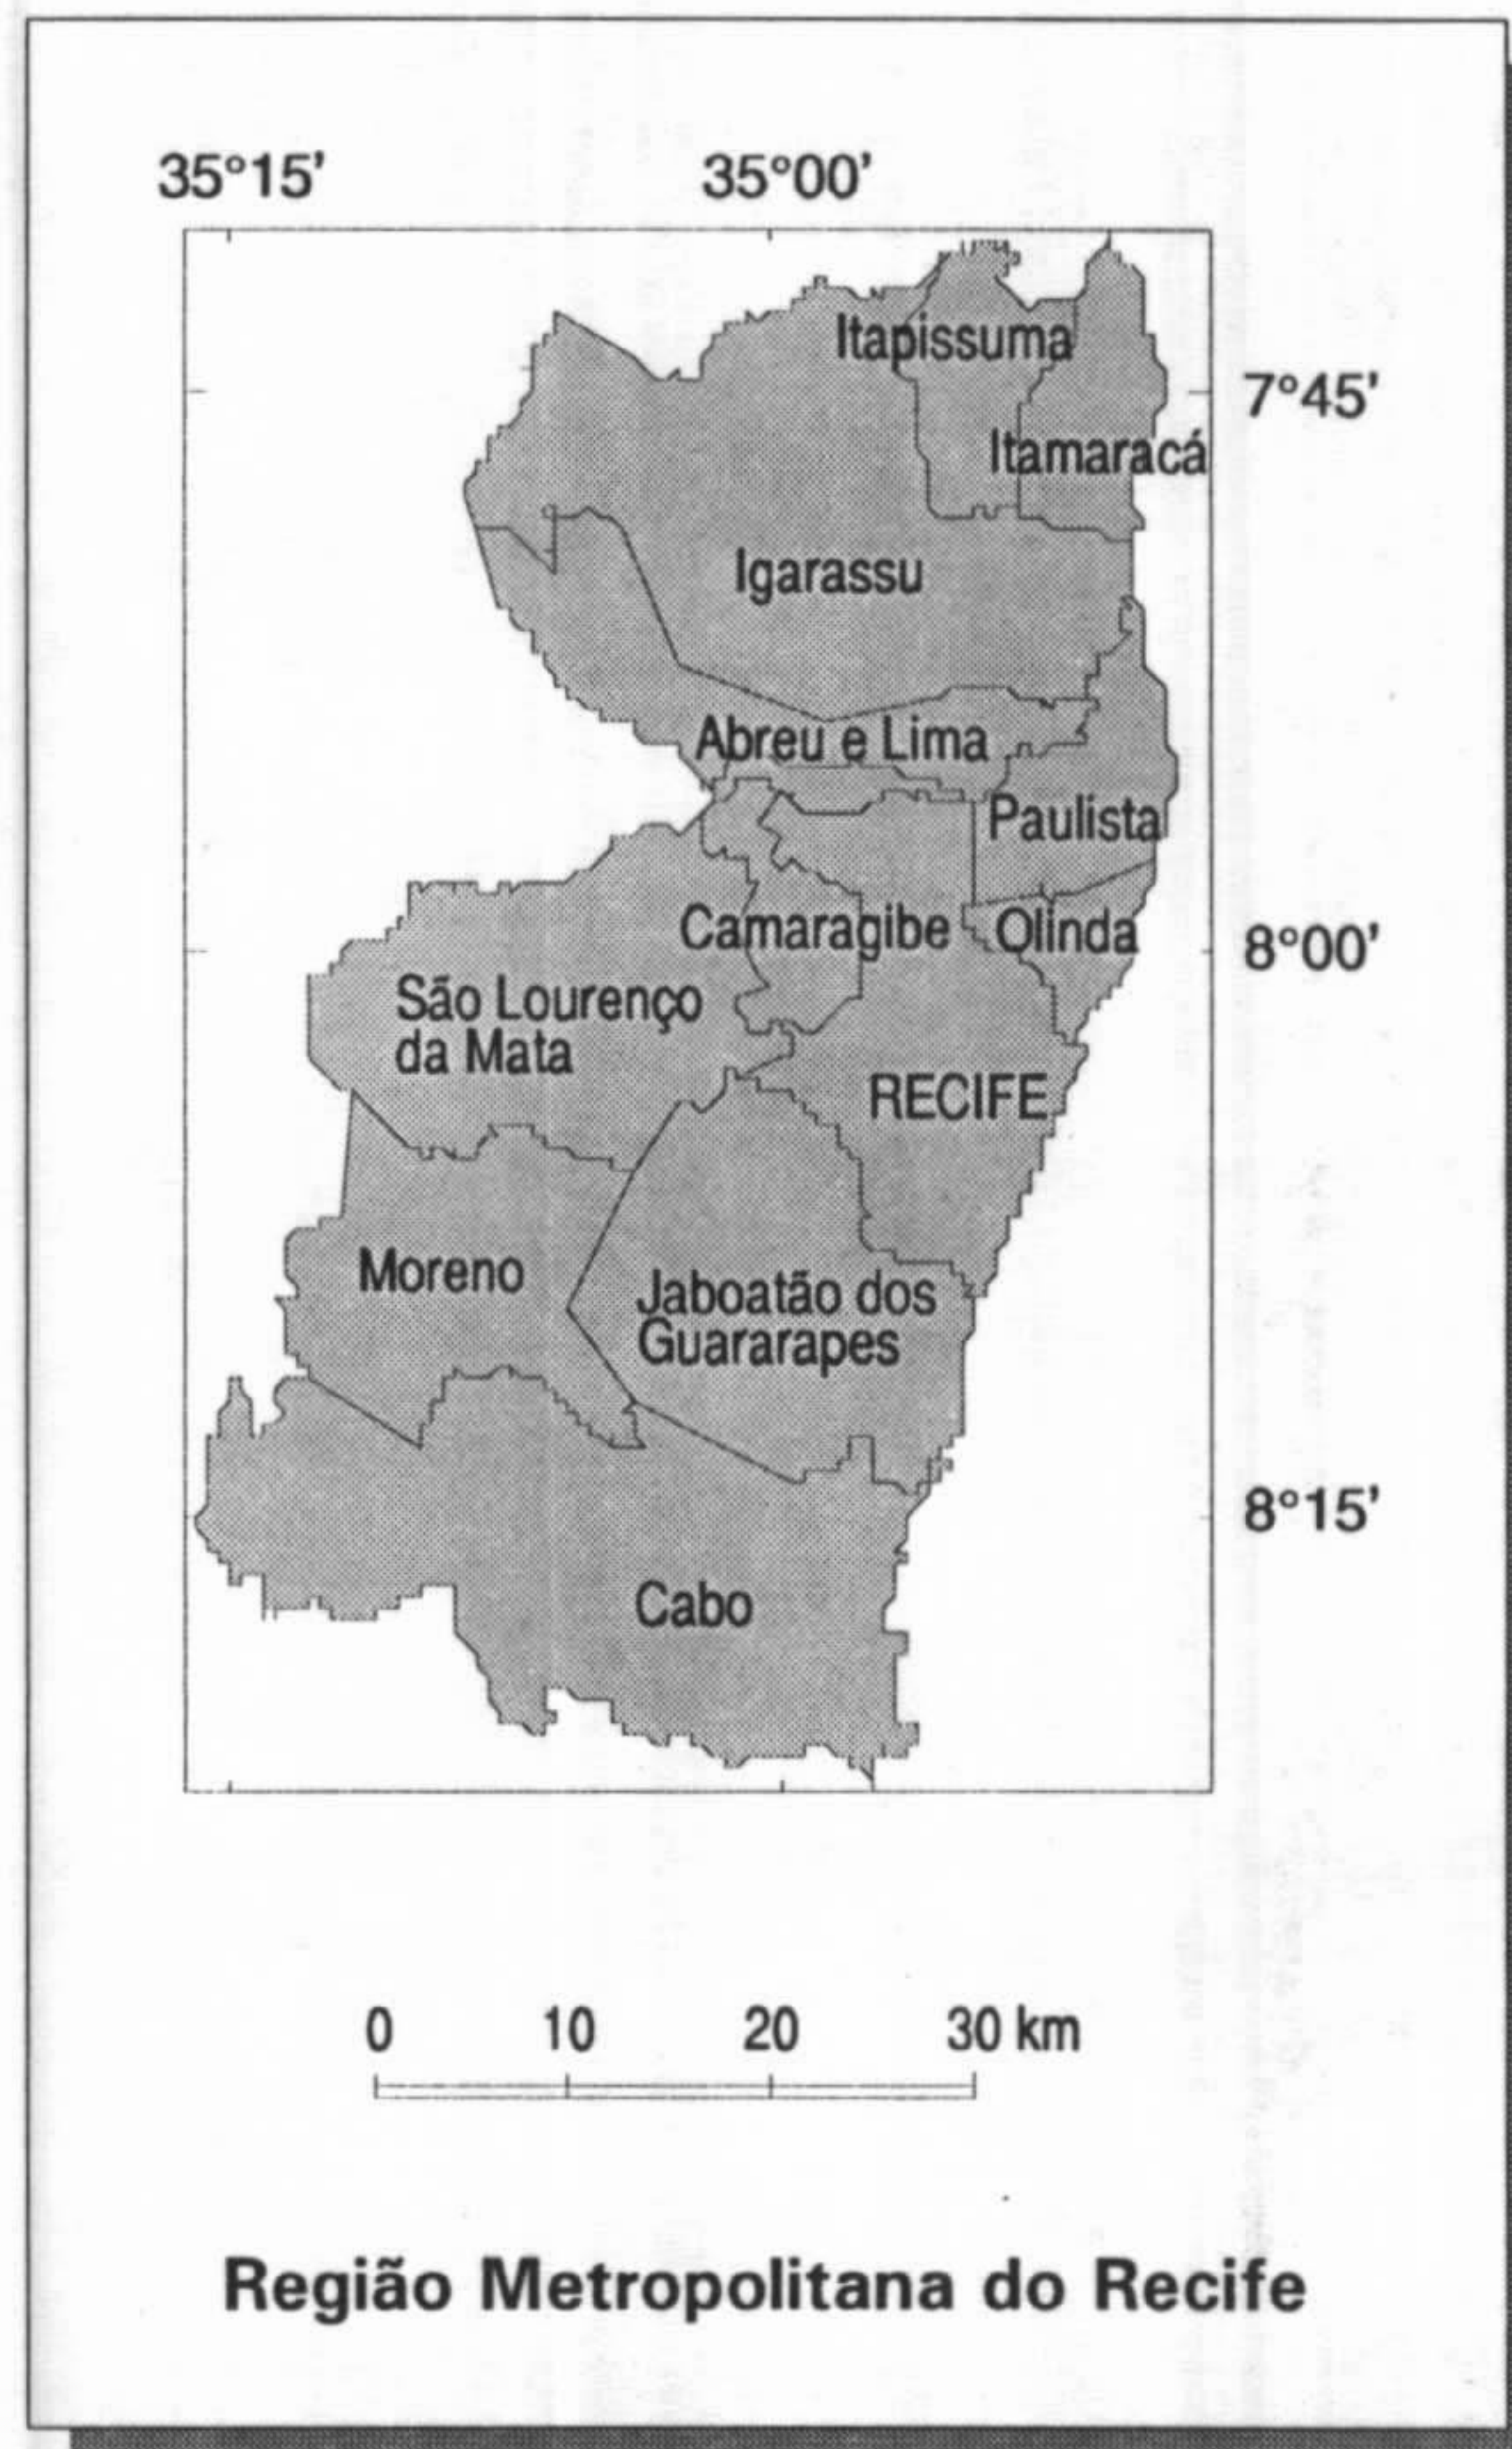 35°15' 35°00'
Itapissuma
7°45'
Itamaracá
Igarassu
Abreu e Lima
Paulista
Camaragibe Olinda 8°00'
São Lourenço
da Mata
RECIFE
Moreno
Jaboatão dos
Guararapes
8°15'
Cabo
0 10 20 30 km
Região Metropolitana do Recife